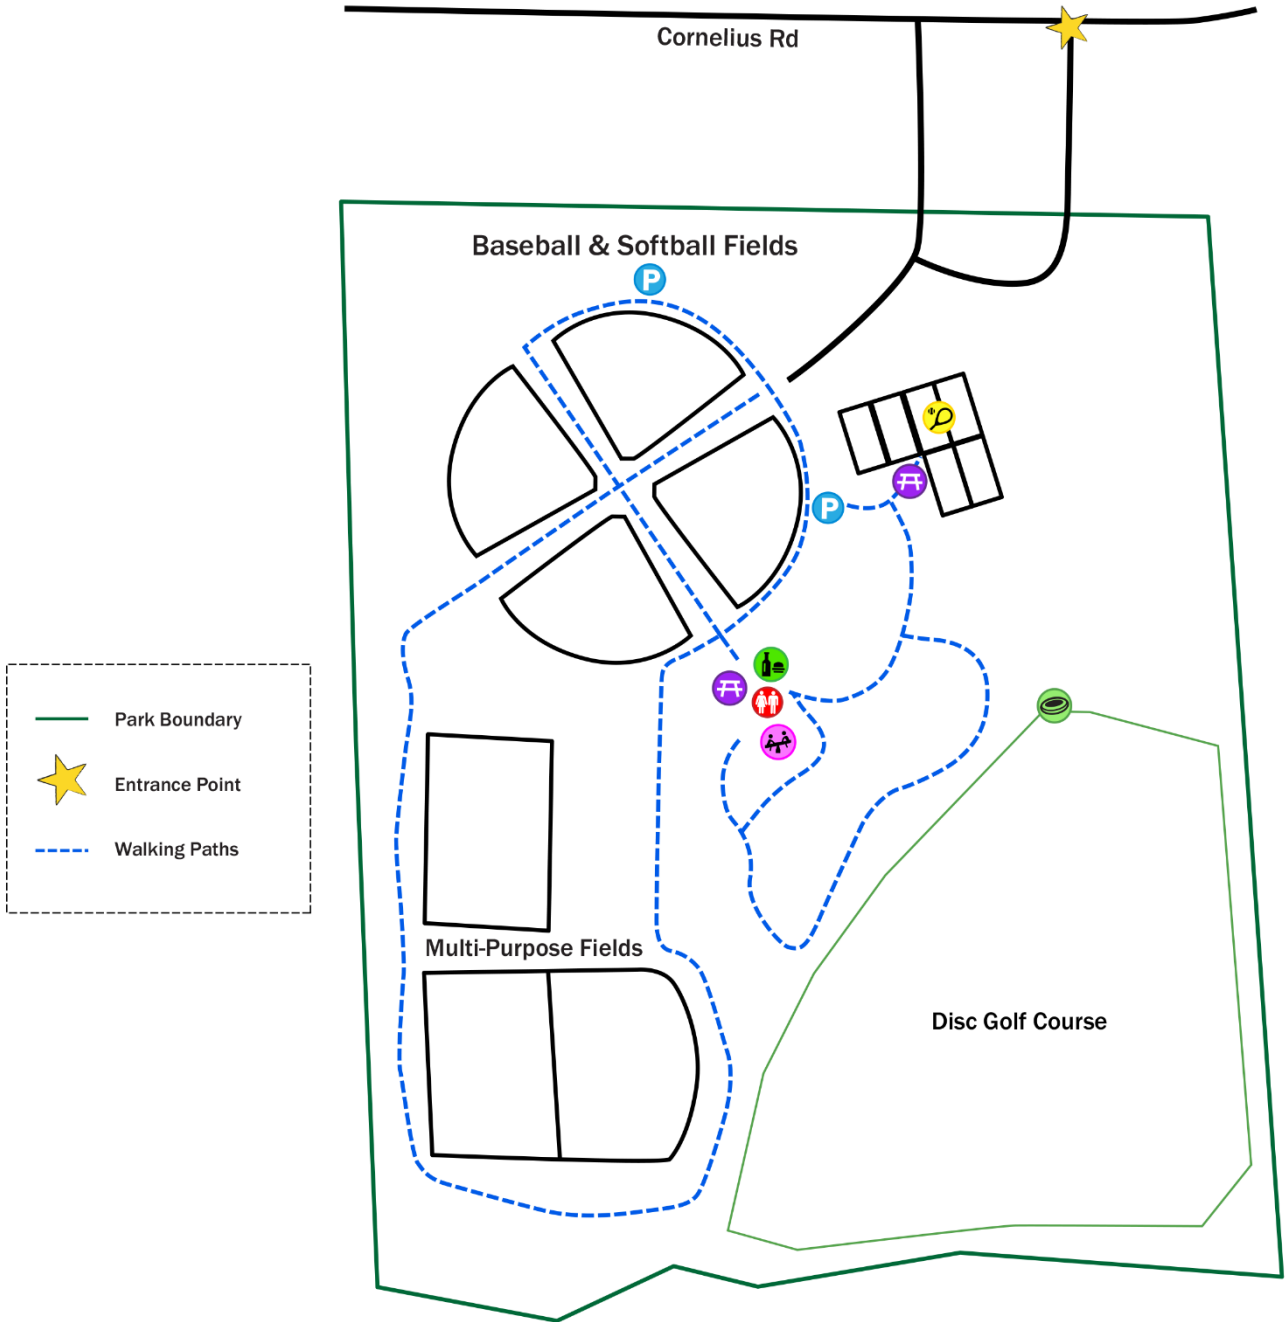 Cornelius Rd
Baseball & Softball Fields
P
P
Park Boundary
Entrance Point
Walking Paths
Multi-Purpose Fields
Disc Golf Course